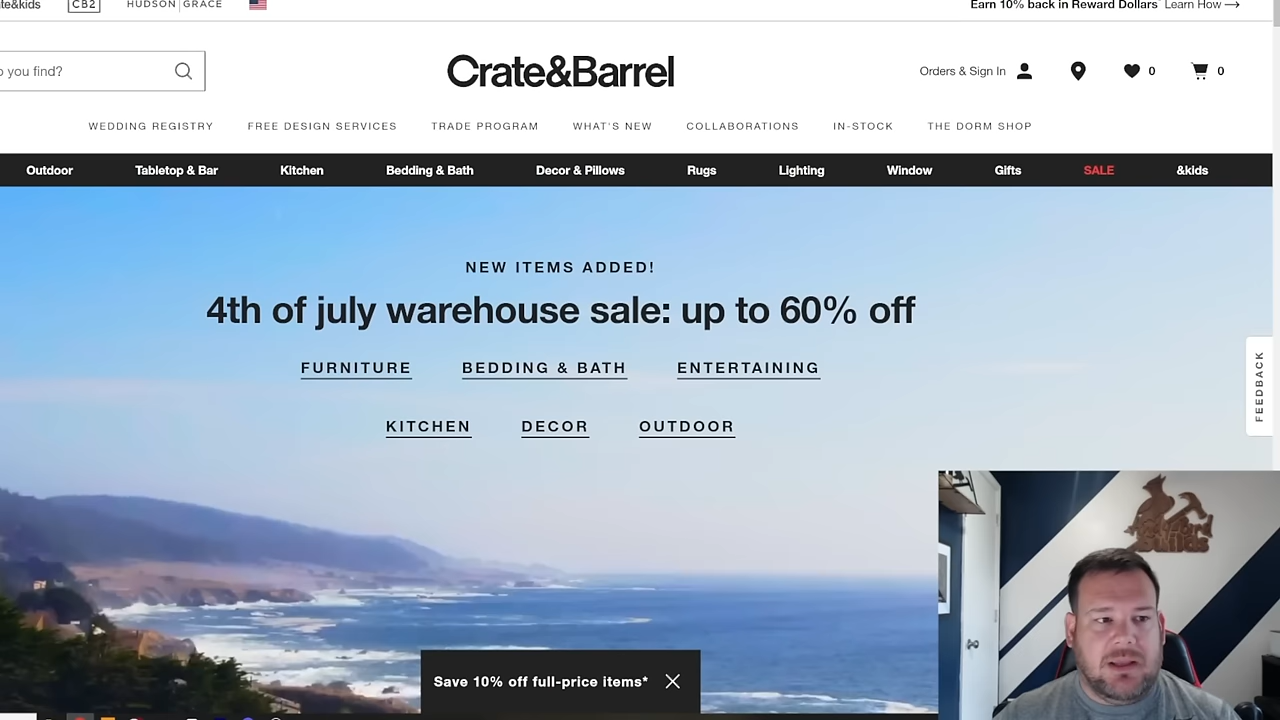 te&kids CB2 HUDSON GRACE Earn 10% back in Reward Dollars Learn How →
o you find? Crate&Barrel Orders & Sign In 0 0
WEDDING REGISTRY FREE DESIGN SERVICES TRADE PROGRAM WHAT'S NEW COLLABORATIONS IN-STOCK THE DORM SHOP
Outdoor Tabletop & Bar Kitchen Bedding & Bath Decor & Pillows Rugs Lighting Window Gifts SALE &kids
NEW ITEMS ADDED!
4th of july warehouse sale: up to 60% off
FURNITURE BEDDING & BATH ENTERTAINING
KITCHEN DECOR OUTDOOR
FEEDBACK
Save 10% off full-price items*
Builds